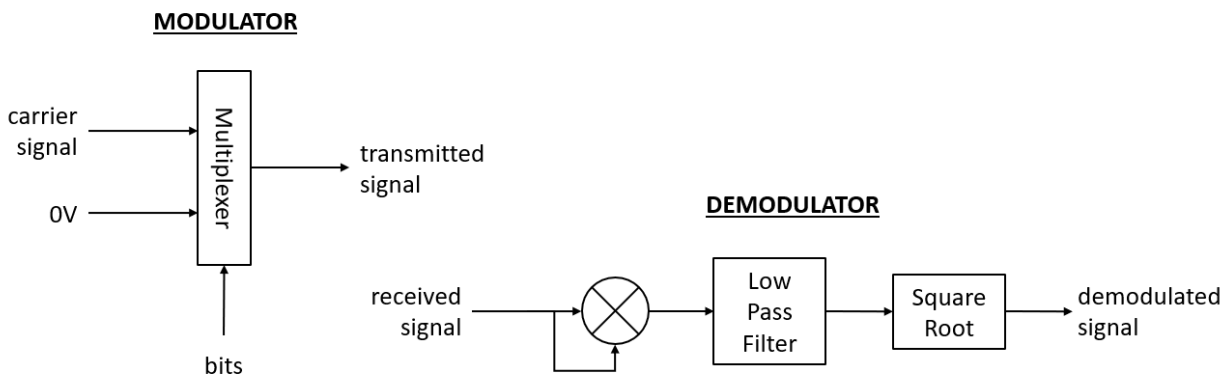 MODULATOR
carrier
signal
0V
Multiplexer
transmitted
signal
bits
DEMODULATOR
received
signal
Low
Pass
Filter
Square
Root
demodulated
signal